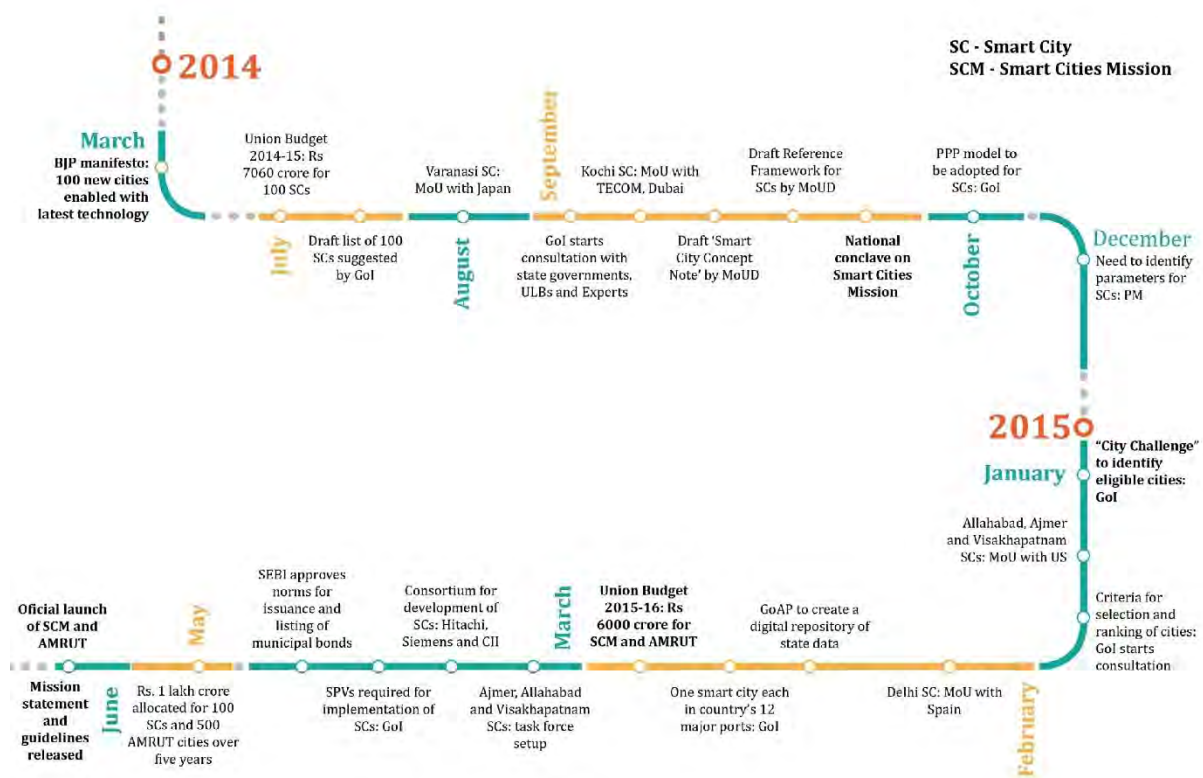 SC - Smart City
SCM - Smart Cities Mission
2014
March
BJP manifesto:
100 new cities
enabled with
latest technology
July
Union Budget
2014-15: Rs
7060 crore for
100 SCs
Draft list of 100
SCs suggested
by GoI
August
Varanasi SC:
MoU with Japan
September
GoI starts
consultation with
state governments,
ULBs and Experts
Kochi SC: MoU with
TECOM, Dubai
Draft 'Smart
City Concept
Note' by MoUD
Draft Reference
Framework for
SCs by MoUD
National
conclave on
Smart Cities
Mission
October
PPP model to
be adopted for
SCs: GoI
December
Need to identify
parameters for
SCs: PM
2015
January
"City Challenge"
to identify
eligible cities:
GoI
Allahabad, Ajmer
and Visakhapatnam
SCs: MoU with US
Criteria for
selection and
ranking of cities:
GoI starts
consultation
February
Delhi SC: MoU with
Spain
GoAP to create a
digital repository of
state data
One smart city each
in country's 12
major ports: GoI
Union Budget
2015-16: Rs
6000 crore for
SCM and AMRUT
March
Ajmer, Allahabad
and Visakhapatnam
SCs: task force
setup
Consortium for
development of
SCs: Hitachi,
Siemens and CII
SPVs required for
implementation of
SCs: GoI
SEBI approves
norms for
issuance and
listing of
municipal bonds
May
Rs. 1 lakh crore
allocated for 100
SCs and 500
AMRUT cities over
five years
June
Oficial launch
of SCM and
AMRUT
Mission
statement
and
guidelines
released